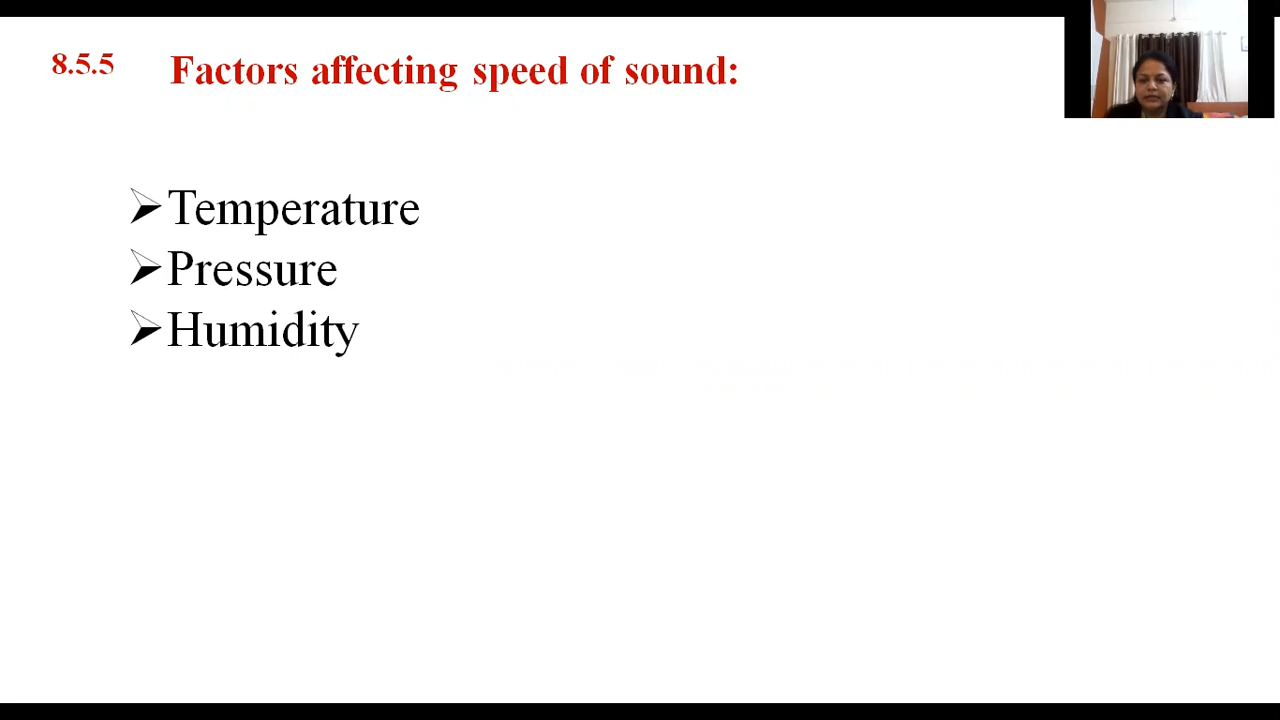 8.5.5 Factors affecting speed of sound:
➢Temperature
➢Pressure
➢Humidity